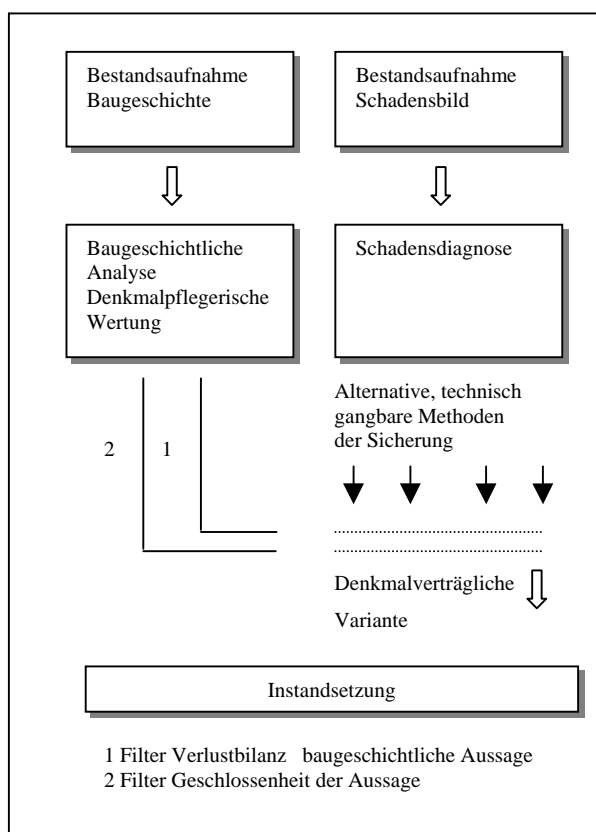 Bestandsaufnahme
Baugeschichte
Bestandsaufnahme
Schadensbild
Baugeschichtliche
Analyse
Denkmalpflegerische
Wertung
Schadensdiagnose
Alternative, technisch
gangbare Methoden
der Sicherung
2 1
Denkmalverträgliche
Variante
Instandsetzung
1 Filter Verlustbilanz baugeschichtliche Aussage
2 Filter Geschlossenheit der Aussage